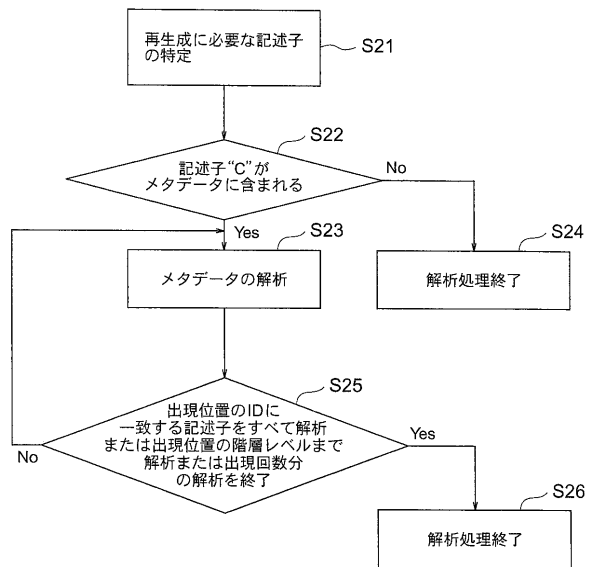 再生成に必要な記述子
の特定
S21
S22
記述子“C”が
メタデータに含まれる
No
Yes
S23
メタデータの解析
S24
解析処理終了
S25
出現位置のIDに
一致する記述子をすべて解析
または出現位置の階層レベルまで
解析または出現回数分
の解析を終了
No
Yes
S26
解析処理終了